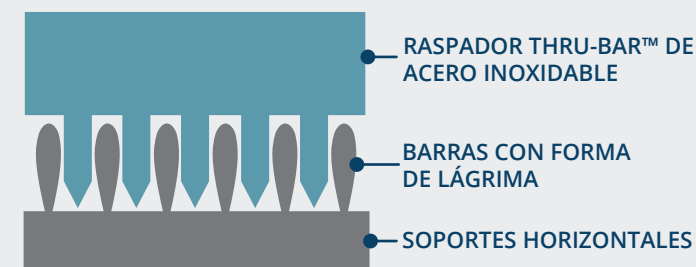 RASPADOR THRU-BAR™ DE
ACERO INOXIDABLE
BARRAS CON FORMA
DE LÁGRIMA
SOPORTES HORIZONTALES